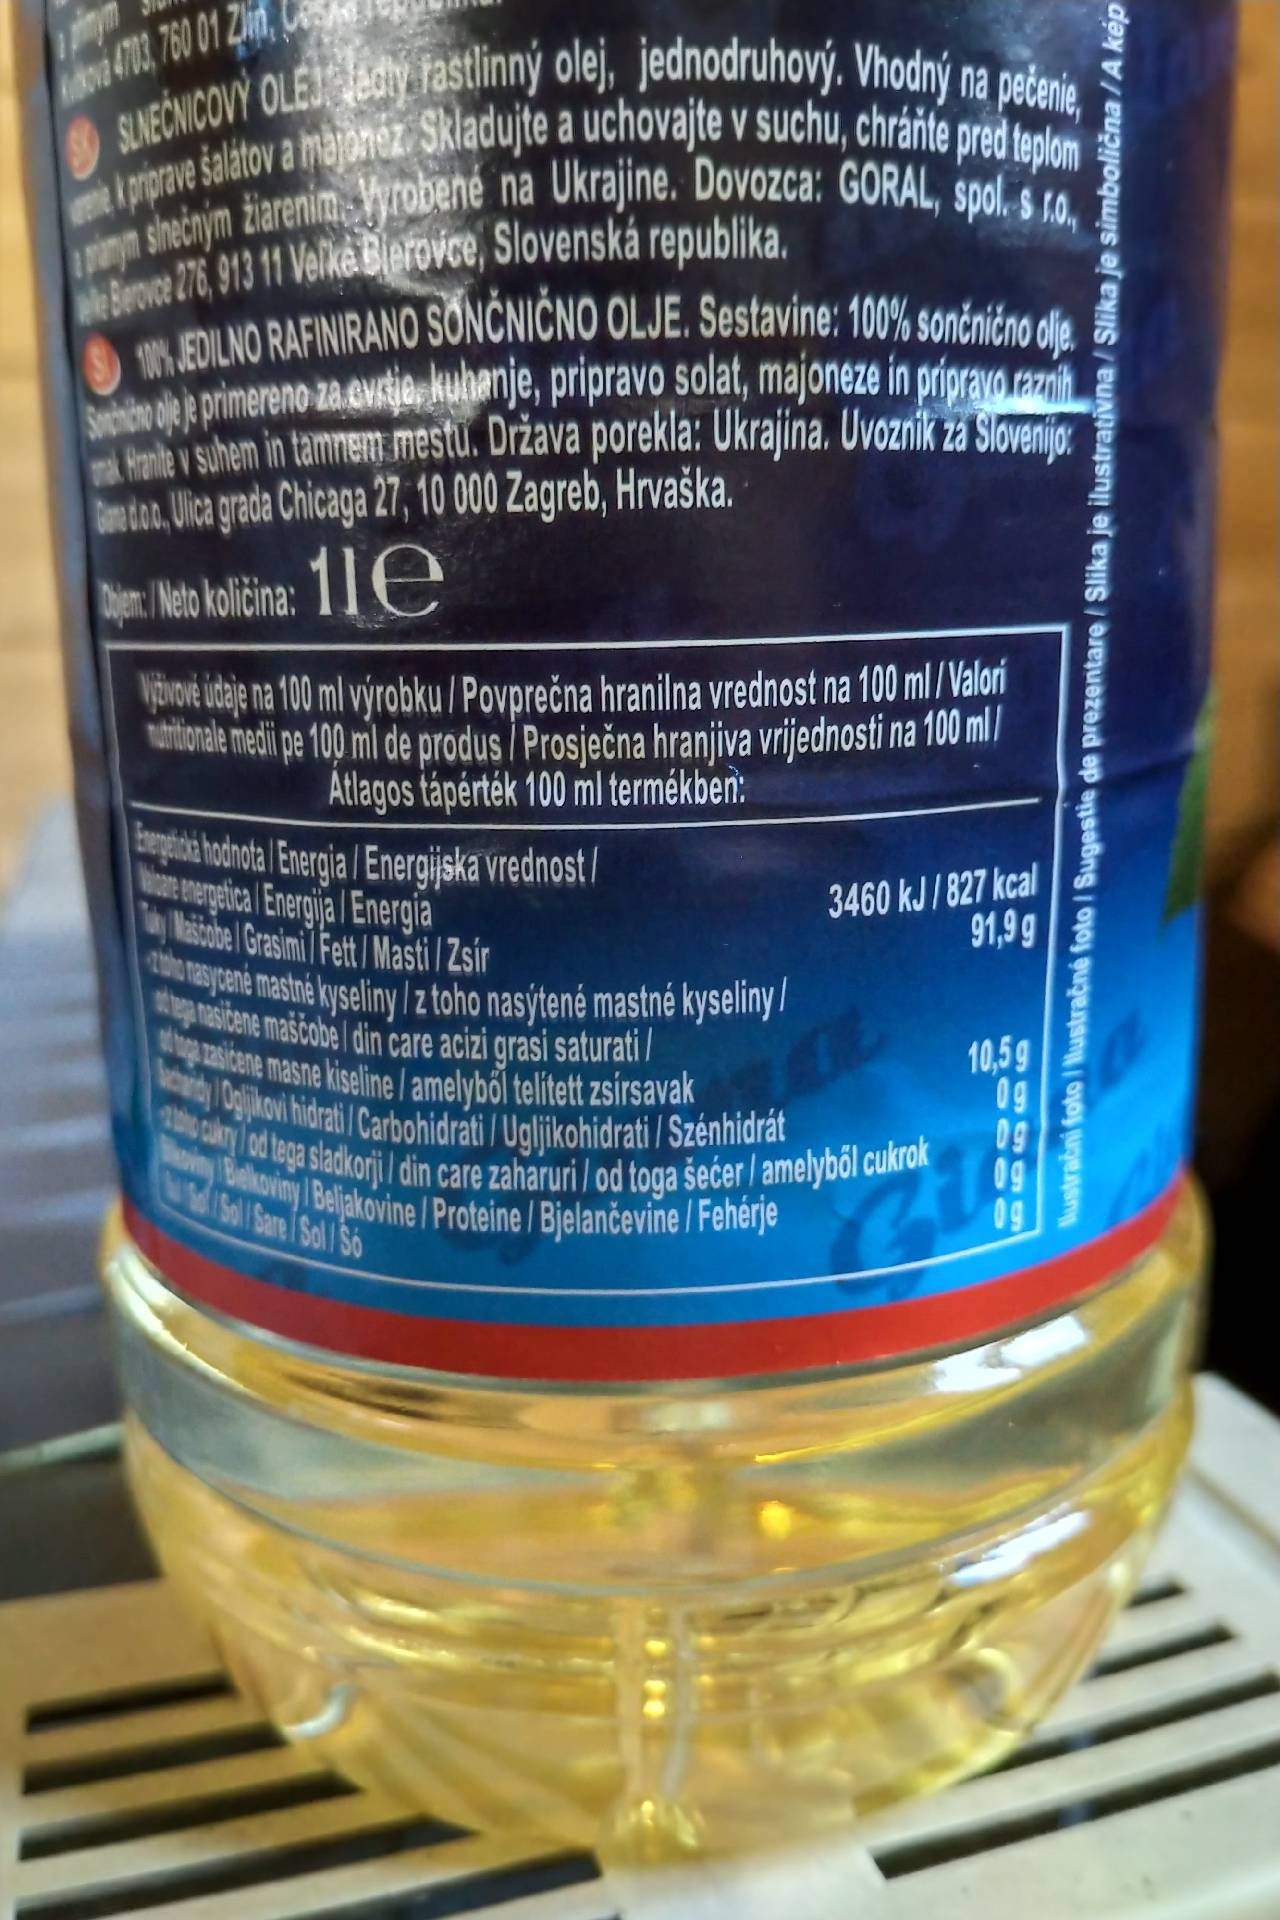 4703, 760 01 Zlín,
SK SLNEČNICOVÝ OLEJ. Jedlý rastlinný olej, jednodruhový. Vhodný na pečenie,
k príprave šalátov a majonéz. Skladujte a uchovajte v suchu, chráňte pred teplom
a priamym slnečným žiarením. Vyrobené na Ukrajine. Dovozca: GORAL, spol. s r.o.,
Bierovce 276, 913 11 Veľké Bierovce, Slovenská republika.
SI 100% JEDILNO RAFINIRANO SONČNIČNO OLJE. Sestavine: 100% sončnično olje.
Sončnično olje je primereno za cvrtje, kuhanje, pripravo solat, majoneze in pripravo raznih
Hranite v suhem in tamnem mestu. Država porekla: Ukrajina. Uvoznik za Slovenijo:
d.o.o., Ulica grada Chicaga 27, 10 000 Zagreb, Hrvaška.
Objem: / Neto količina: 1l e
Výživové údaje na 100 ml výrobku / Povprečna hranilna vrednost na 100 ml / Valori
nutritionale medii pe 100 ml de produs / Prosječna hranjiva vrijednosti na 100 ml /
Átlagos tápérték 100 ml termékben:
Energetická hodnota / Energia / Energijska vrednost /
Valoare energetica / Energija / Energia 3460 kJ / 827 kcal
Tuky / Maščobe / Grasimi / Fett / Masti / Zsír 91,9 g
- z toho nasycené mastné kyseliny / z toho nasýtené mastné kyseliny /
od tega nasičene maščobe / din care acizi grasi saturati /
od toga zasićene masne kiseline / amelyből telített zsírsavak 10,5 g
Sacharidy / Ogljikovi hidrati / Carbohidrati / Ugljikohidrati / Szénhidrát 0 g
- z toho cukry / od tega sladkorji / din care zaharuri / od toga šećer / amelyből cukrok 0 g
Bielkoviny / Beljakovine / Proteine / Bjelančevine / Fehérje 0 g
Sol / Sare / Sol / Só 0 g
Ilustrační foto / Ilustračné foto / Sugestie de prezentare / Slika je ilustrativna / Slika je simbolična / A kép